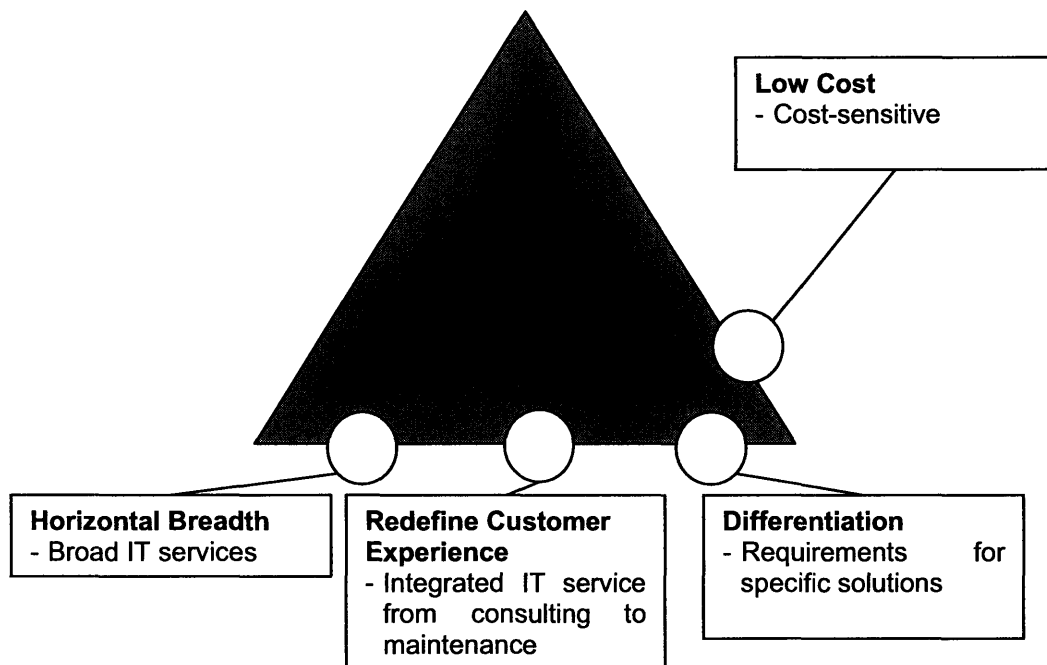 Low Cost
- Cost-sensitive
Horizontal Breadth
- Broad IT services
Redefine Customer
Experience
- Integrated IT service
from consulting to
maintenance
Differentiation
- Requirements for
specific solutions